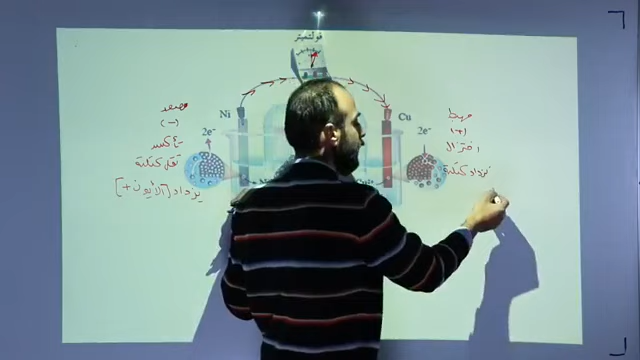 فولتميتر
Ni
Cu
مصعد
(−)
تأكسد
تقل كتلته
يزداد [الأيون +]
2e⁻
مهبط
(+)
اختزال
تزداد كتلته
2e⁻